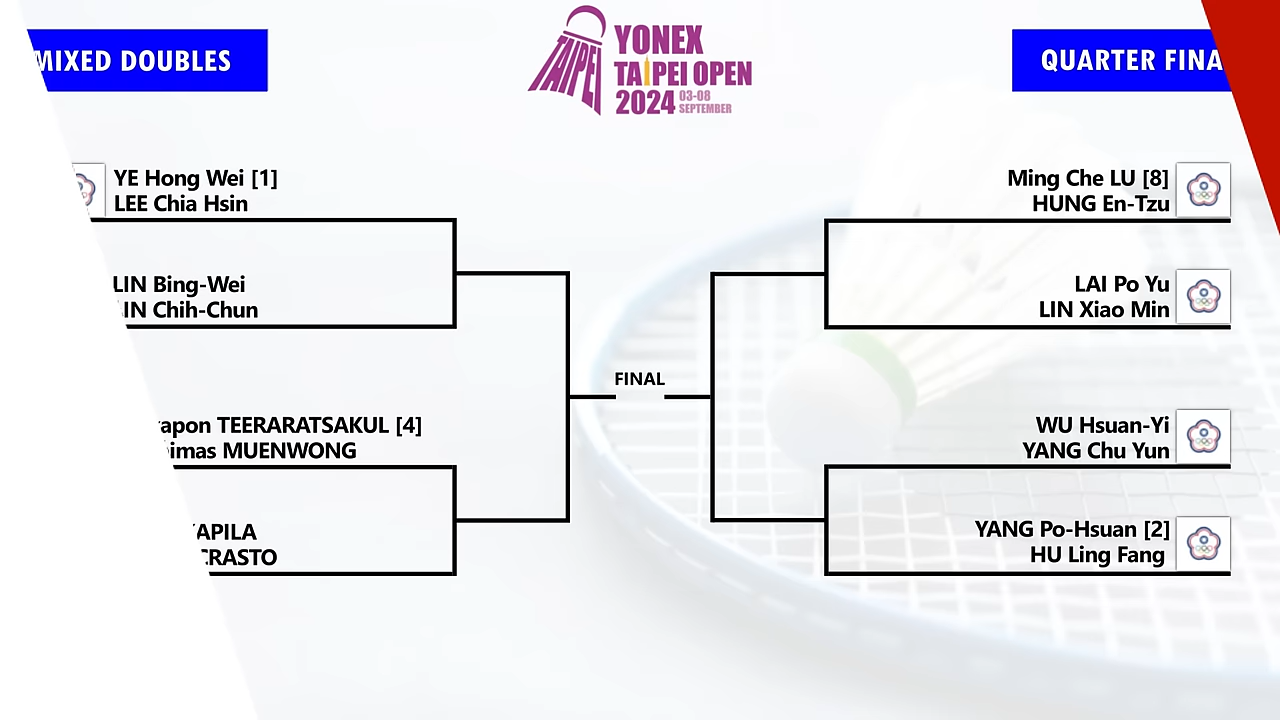 MIXED DOUBLES
YONEX
TAIPEI OPEN
2024 03-08 SEPTEMBER
TAIPEI
QUARTER FINA
YE Hong Wei [1]
LEE Chia Hsin
LIN Bing-Wei
LIN Chih-Chun
TEERARATSAKUL [4]
MUENWONG
KAPILA
CRASTO
FINAL
Ming Che LU [8]
HUNG En-Tzu
LAI Po Yu
LIN Xiao Min
WU Hsuan-Yi
YANG Chu Yun
YANG Po-Hsuan [2]
HU Ling Fang